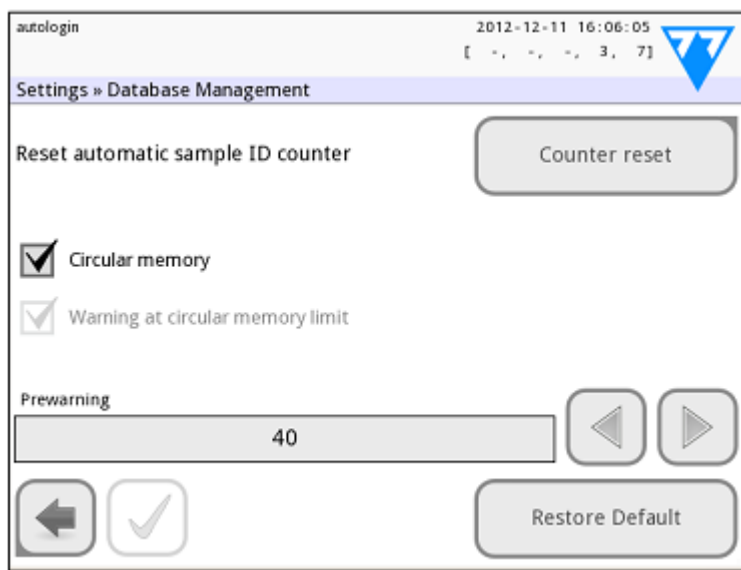 autologin
2012-12-11 16:06:05
[ -, -, -, 3, 7]
Settings » Database Management
Reset automatic sample ID counter
Counter reset
Circular memory
Warning at circular memory limit
Prewarning
40
Restore Default